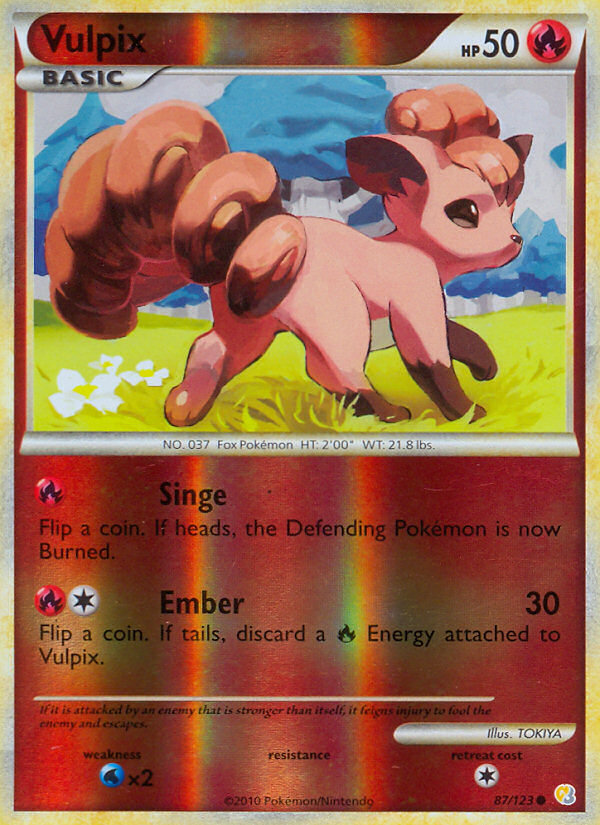 Vulpix
HP 50
BASIC
NO. 037 Fox Pokémon HT: 2'00" WT: 21.8 lbs.
Singe
Flip a coin. If heads, the Defending Pokémon is now
Burned.
Ember 30
Flip a coin. If tails, discard a Energy attached to
Vulpix.
If it is attacked by an enemy that is stronger than itself, it feigns injury to fool the
enemy and escapes.
Illus. TOKIYA
weakness resistance retreat cost
×2
©2010 Pokémon/Nintendo 87/123